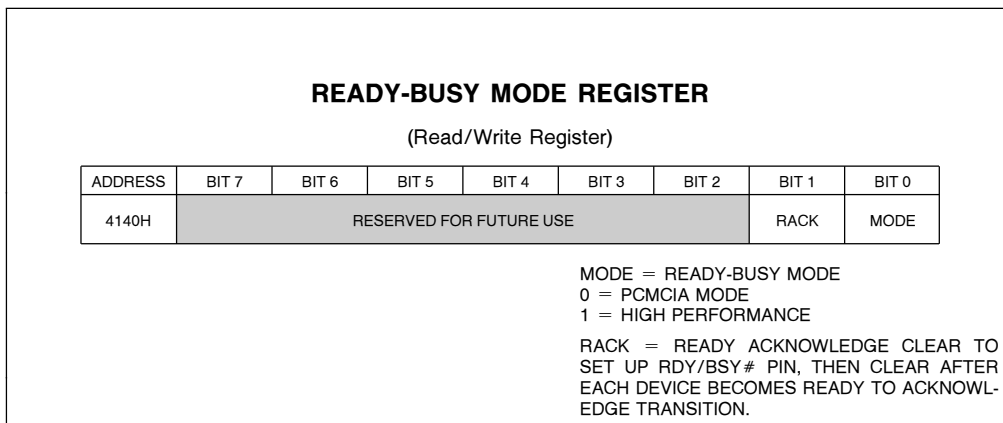 READY-BUSY MODE REGISTER
(Read/Write Register)
ADDRESS BIT 7 BIT 6 BIT 5 BIT 4 BIT 3 BIT 2 BIT 1 BIT 0
4140H RESERVED FOR FUTURE USE RACK MODE
MODE = READY-BUSY MODE
0 = PCMCIA MODE
1 = HIGH PERFORMANCE
RACK = READY ACKNOWLEDGE CLEAR TO
SET UP RDY/BSY# PIN, THEN CLEAR AFTER
EACH DEVICE BECOMES READY TO ACKNOWL-
EDGE TRANSITION.